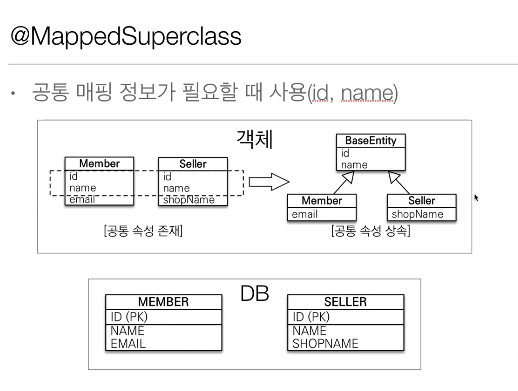 @MappedSuperclass
• 공통 매핑 정보가 필요할 때 사용(id, name)
객체
Member
id
name
email
Seller
id
name
shopName
[공통 속성 존재]
BaseEntity
id
name
Member
email
Seller
shopName
[공통 속성 상속]
DB
MEMBER
ID (PK)
NAME
EMAIL
SELLER
ID (PK)
NAME
SHOPNAME